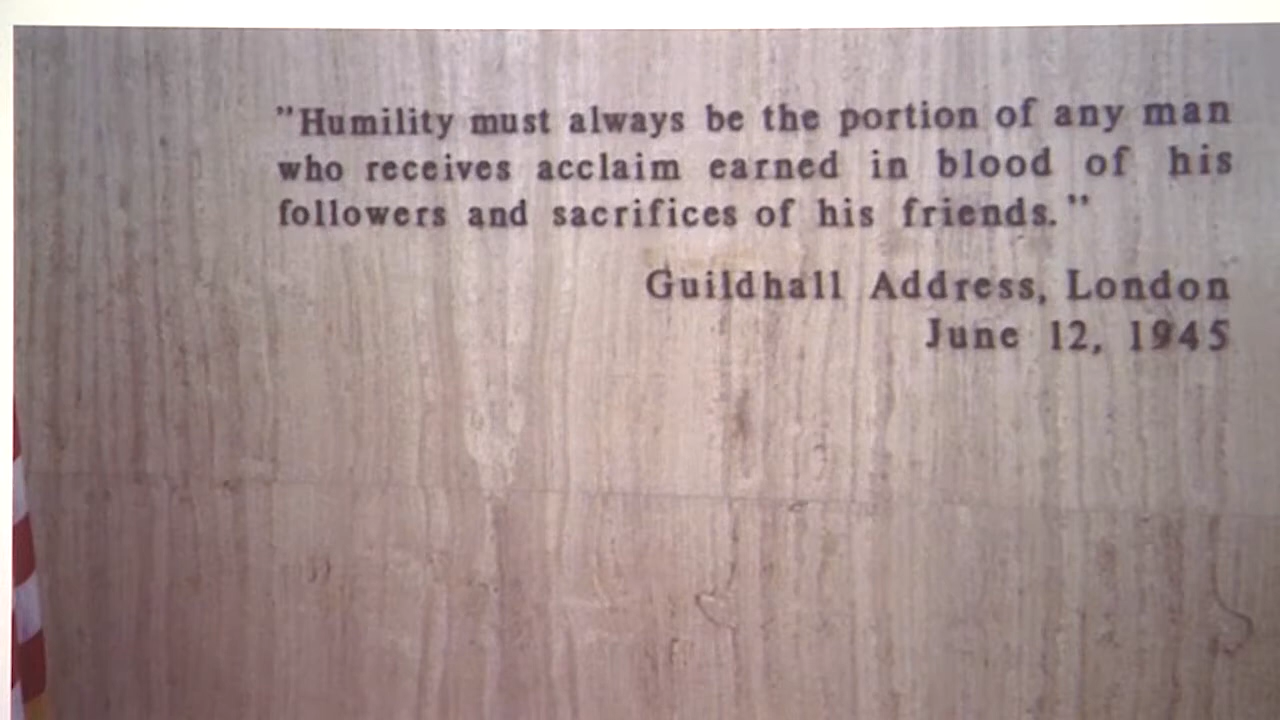 "Humility must always be the portion of any man
who receives acclaim earned in blood of his
followers and sacrifices of his friends."
Guildhall Address, London
June 12, 1945